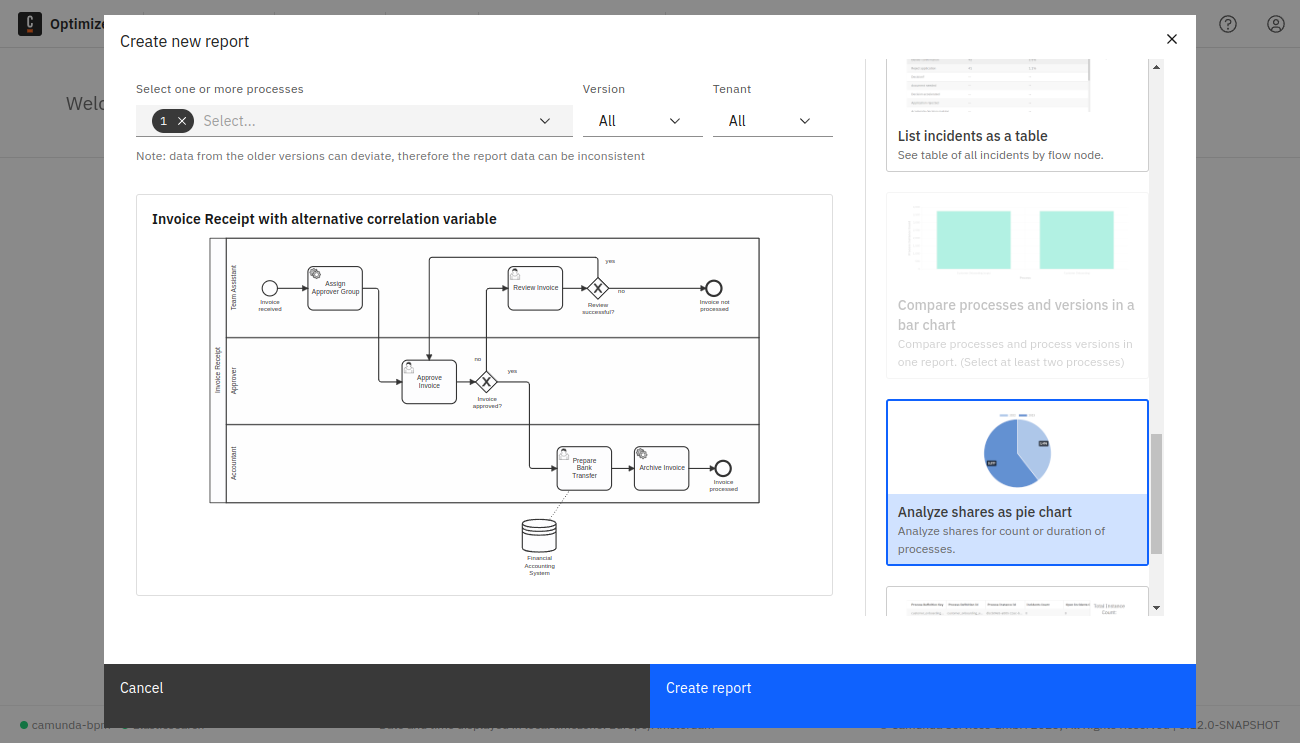 Optimize
Create new report
Select one or more processes
Version
Tenant
1
Select...
All
All
Note: data from the older versions can deviate, therefore the report data can be inconsistent
Invoice Receipt with alternative correlation variable
Invoice Receipt
Team Assistant
Approver
Accountant
Invoice
received
Assign
Approver Group
Review Invoice
yes
no
Review
successful?
Invoice not
processed
Approve
Invoice
no
yes
Invoice
approved?
Prepare
Bank
Transfer
Archive Invoice
Invoice
processed
Financial
Accounting
System
List incidents as a table
See table of all incidents by flow node.
Compare processes and versions in a
bar chart
Compare processes and process versions in
one report. (Select at least two processes)
Analyze shares as pie chart
Analyze shares for count or duration of
processes.
Total Instance
Count:
Cancel
Create report
camunda-bpm